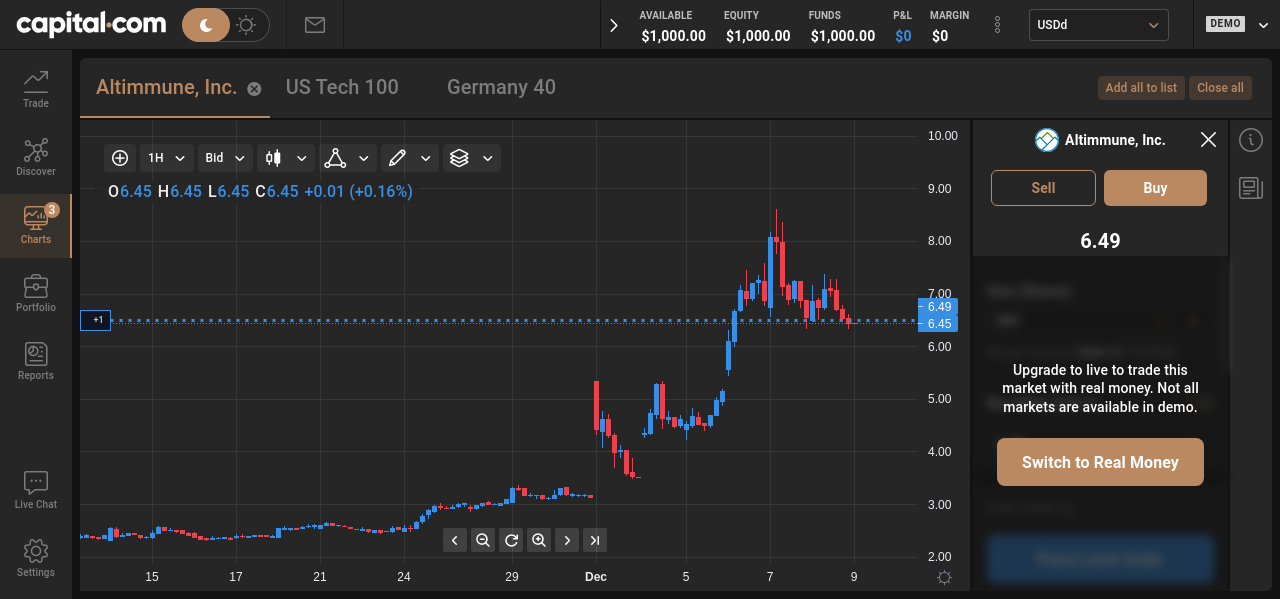 capital.com
AVAILABLE EQUITY FUNDS P&L MARGIN
$1,000.00 $1,000.00 $1,000.00 $0 $0
USDd
DEMO
Trade
Discover
3
Charts
Portfolio
Reports
Live Chat
Settings
Altimmune, Inc. US Tech 100 Germany 40
Add all to list Close all
1H Bid
O6.45 H6.45 L6.45 C6.45 +0.01 (+0.16%)
+1
10.00
9.00
8.00
7.00
6.49
6.45
6.00
5.00
4.00
3.00
2.00
15 17 21 24 29 Dec 5 7 9
Altimmune, Inc.
Sell Buy
6.49
Upgrade to live to trade this
market with real money. Not all
markets are available in demo.
Switch to Real Money